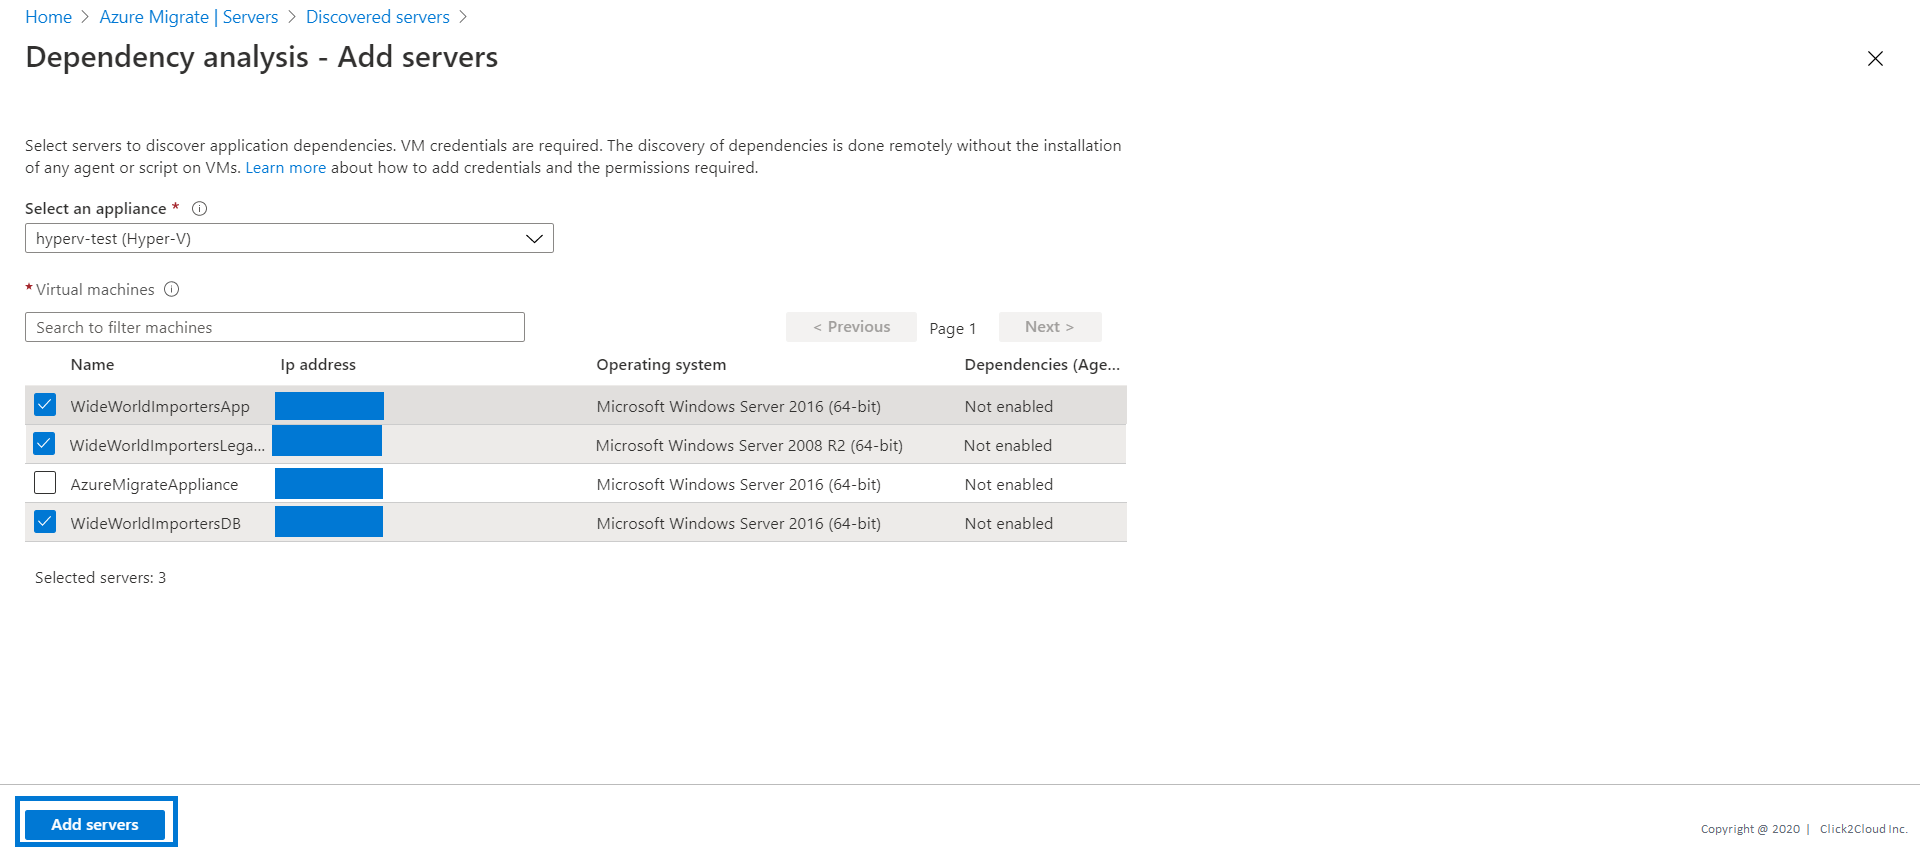 Home > Azure Migrate | Servers > Discovered servers >
Dependency analysis - Add servers
Select servers to discover application dependencies. VM credentials are required. The discovery of dependencies is done remotely without the installation
of any agent or script on VMs. Learn more about how to add credentials and the permissions required.
Select an appliance *
hyperv-test (Hyper-V)
* Virtual machines
Search to filter machines
< Previous Page 1 Next >
Name Ip address Operating system Dependencies (Age...
WideWorldImportersApp Microsoft Windows Server 2016 (64-bit) Not enabled
WideWorldImportersLega... Microsoft Windows Server 2008 R2 (64-bit) Not enabled
AzureMigrateAppliance Microsoft Windows Server 2016 (64-bit) Not enabled
WideWorldImportersDB Microsoft Windows Server 2016 (64-bit) Not enabled
Selected servers: 3
Add servers
Copyright @ 2020 | Click2Cloud Inc.